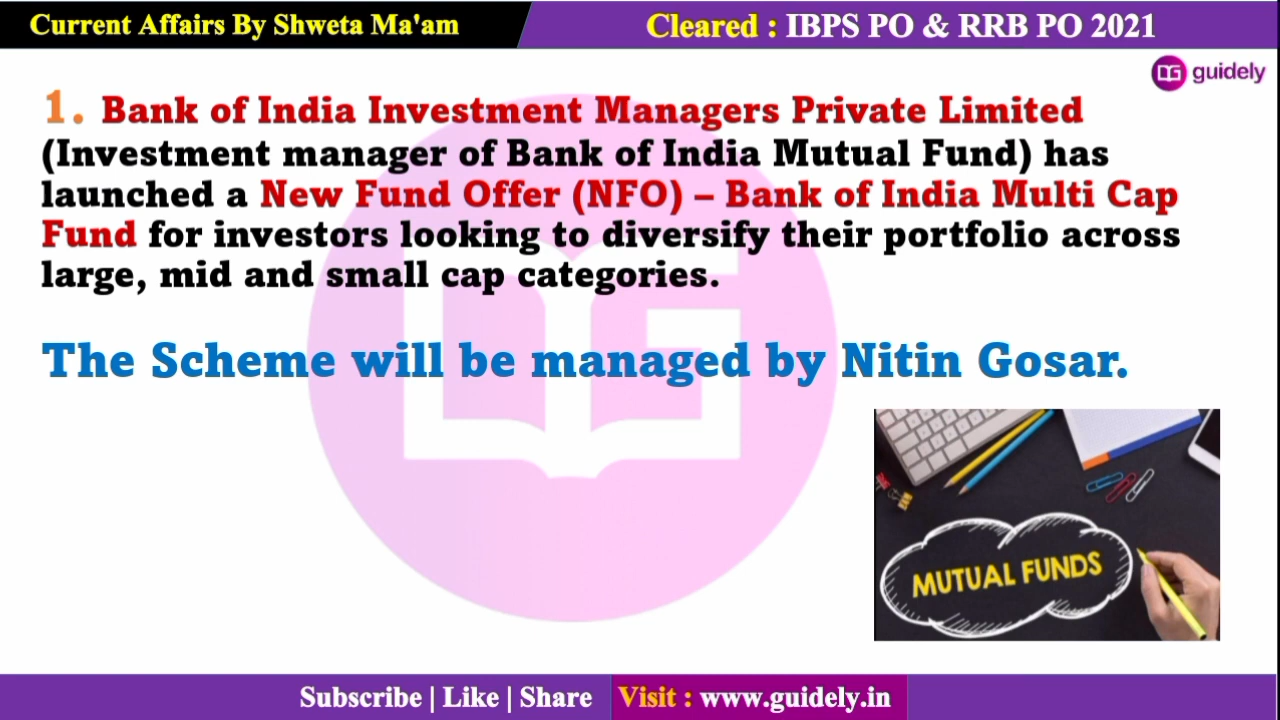 Current Affairs By Shweta Ma'am
Cleared : IBPS PO & RRB PO 2021
guidely
1. Bank of India Investment Managers Private Limited
(Investment manager of Bank of India Mutual Fund) has
launched a New Fund Offer (NFO) – Bank of India Multi Cap
Fund for investors looking to diversify their portfolio across
large, mid and small cap categories.
The Scheme will be managed by Nitin Gosar.
MUTUAL FUNDS
Subscribe | Like | Share Visit : www.guidely.in